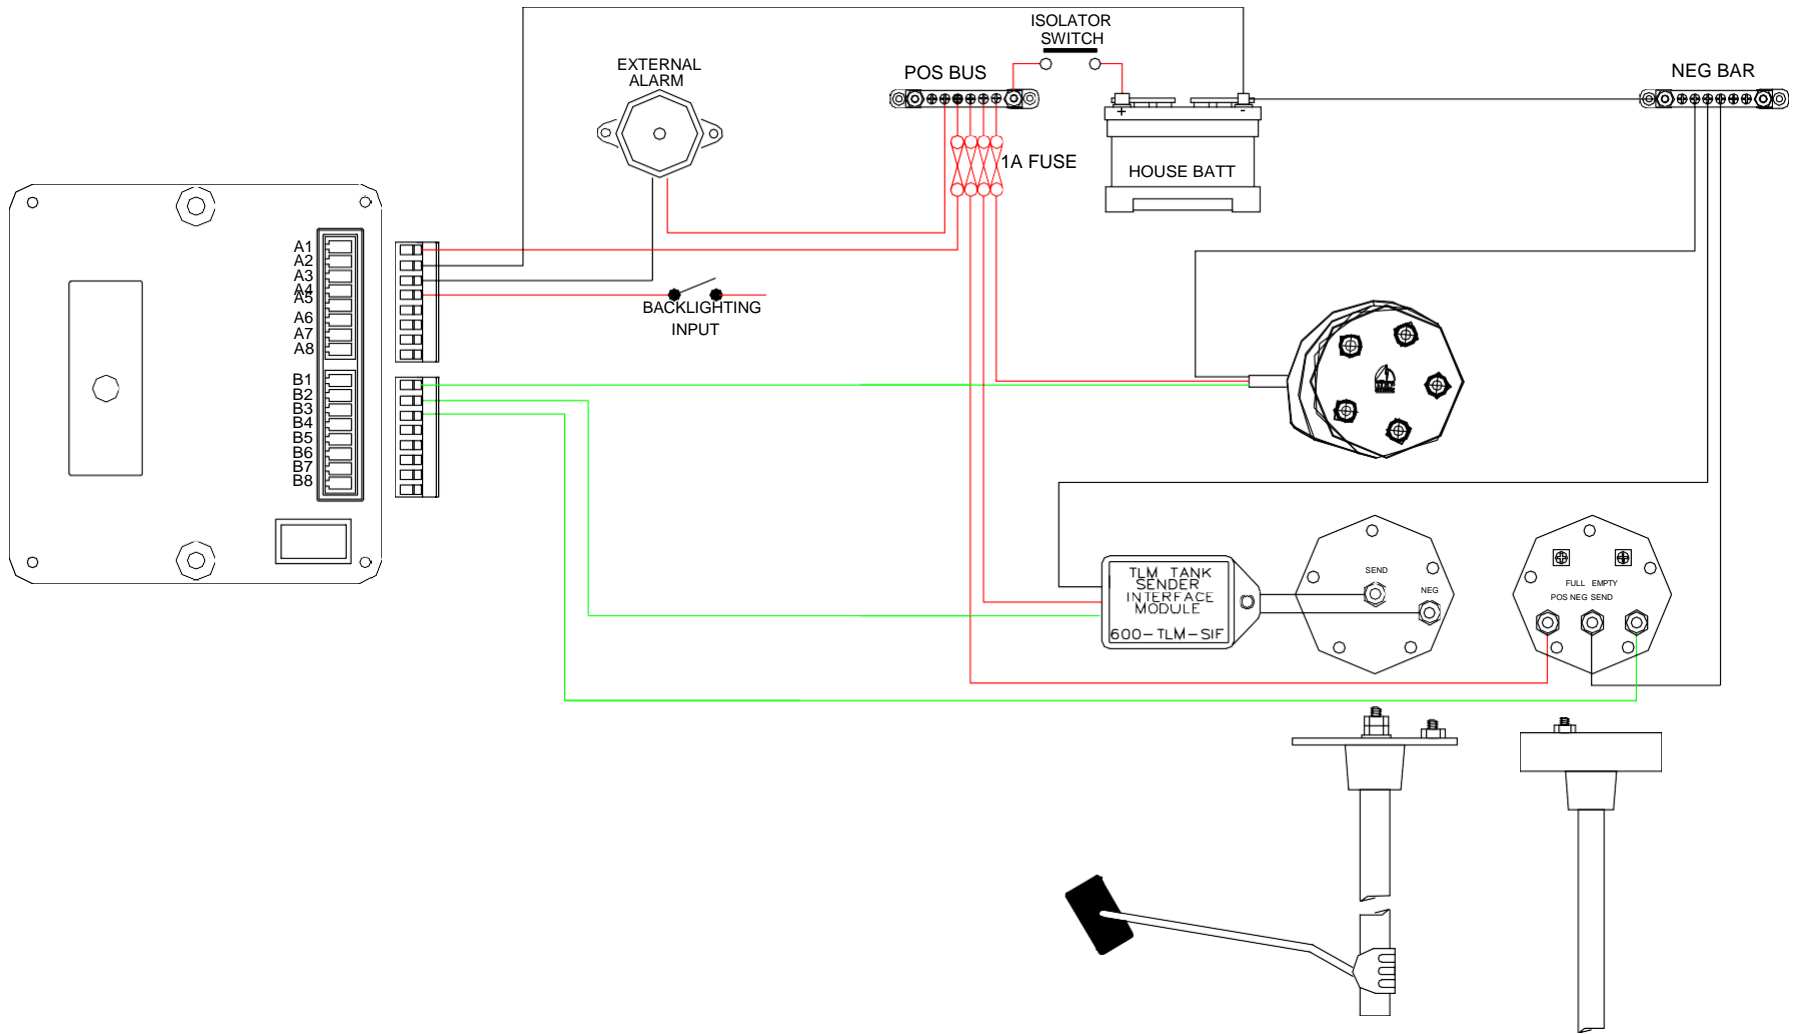 ISOLATOR
SWITCH
EXTERNAL
ALARM
POS BUS
NEG BAR
1A FUSE
+
-
HOUSE BATT
A1
A2
A3
A4
A5
A6
A7
A8
BACKLIGHTING
INPUT
B1
B2
B3
B4
B5
B6
B7
B8
TLM TANK
SENDER
INTERFACE
MODULE
600-TLM-SIF
SEND
NEG
FULL EMPTY
POS NEG SEND